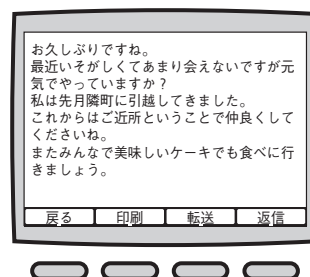 お久しぶりですね。
最近いそがしくてあまり会えないですが元
気でやっていますか？
私は先月隣町に引越してきました。
これからはご近所ということで仲良くして
くださいね。
またみんなで美味しいケーキでも食べに行
きましょう。
戻る 印刷 転送 返信